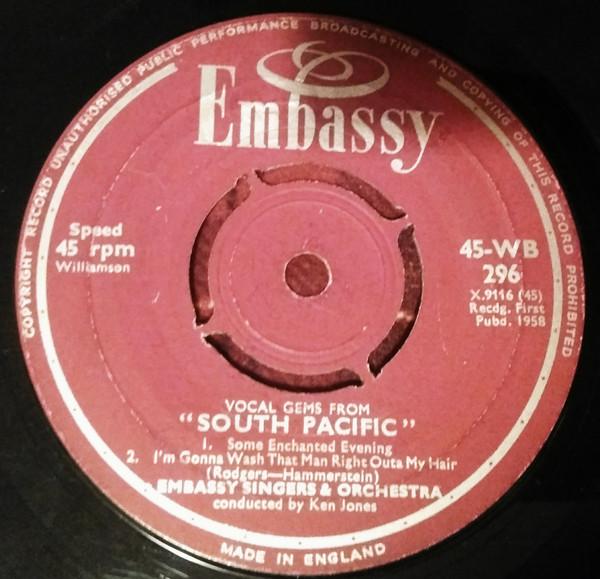 COPYRIGHT RECORD UNAUTHORISED PUBLIC PERFORMANCE BROADCASTING AND COPYING OF THIS RECORD PROHIBITED
Embassy
Speed
45 rpm
Williamson
45-WB
296
X.9116 (45)
Recdg. First
Pubd. 1958
VOCAL GEMS FROM
"SOUTH PACIFIC"
1. Some Enchanted Evening
2. I'm Gonna Wash That Man Right Outa My Hair
(Rodgers—Hammerstein)
EMBASSY SINGERS & ORCHESTRA
conducted by Ken Jones
MADE IN ENGLAND